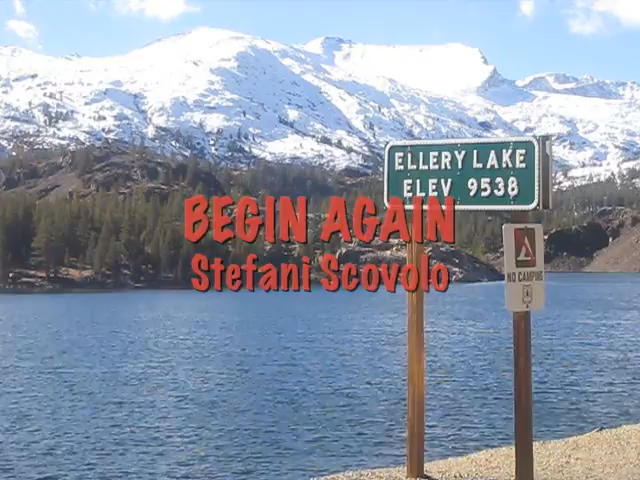 ELLERY LAKE
ELEV 9538
BEGIN AGAIN
Stefani Scovolo
NO CAMPING